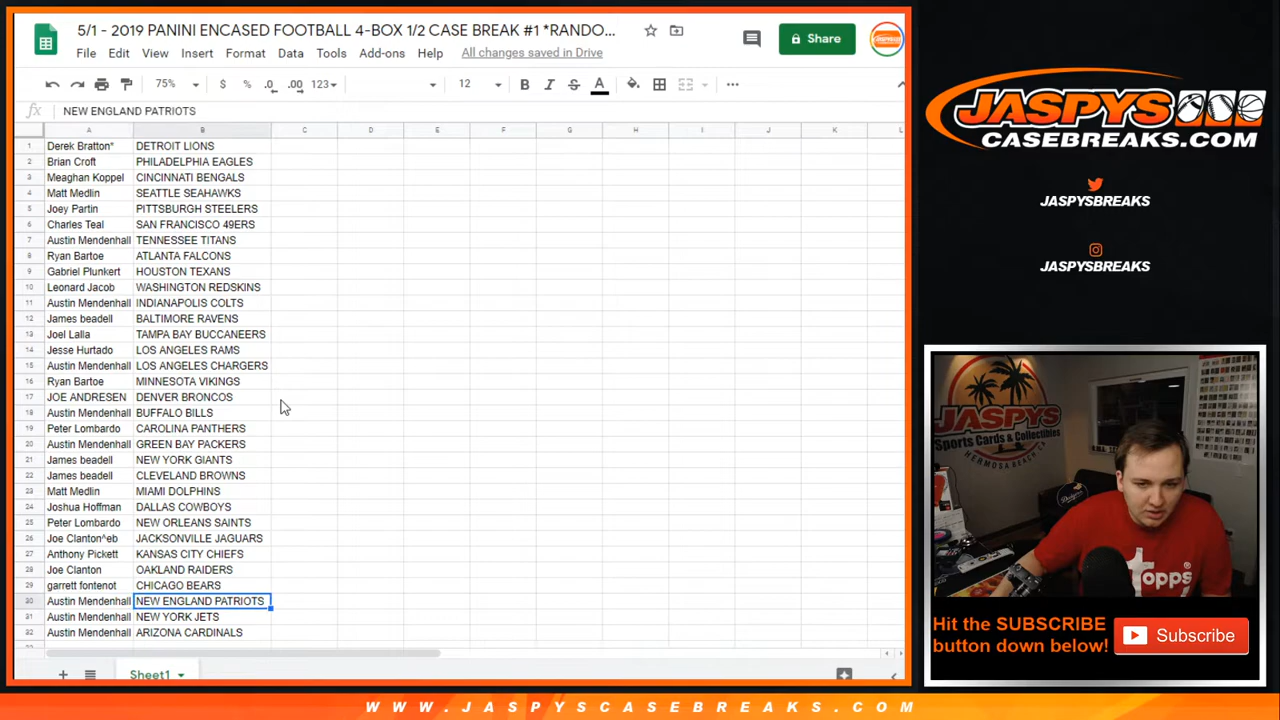 5/1 - 2019 PANINI ENCASED FOOTBALL 4-BOX 1/2 CASE BREAK #1 *RANDO...
File Edit View Insert Format Data Tools Add-ons Help All changes saved in Drive
Share
75% $ % .0 .00 123 12 B I S A
fx NEW ENGLAND PATRIOTS
A B C D E F G H I J K L
1 Derek Bratton* DETROIT LIONS
2 Brian Croft PHILADELPHIA EAGLES
3 Meaghan Koppel CINCINNATI BENGALS
4 Matt Medlin SEATTLE SEAHAWKS
5 Joey Partin PITTSBURGH STEELERS
6 Charles Teal SAN FRANCISCO 49ERS
7 Austin Mendenhall TENNESSEE TITANS
8 Ryan Bartoe ATLANTA FALCONS
9 Gabriel Plunkert HOUSTON TEXANS
10 Leonard Jacob WASHINGTON REDSKINS
11 Austin Mendenhall INDIANAPOLIS COLTS
12 James beadell BALTIMORE RAVENS
13 Joel Lalla TAMPA BAY BUCCANEERS
14 Jesse Hurtado LOS ANGELES RAMS
15 Austin Mendenhall LOS ANGELES CHARGERS
16 Ryan Bartoe MINNESOTA VIKINGS
17 JOE ANDRESEN DENVER BRONCOS
18 Austin Mendenhall BUFFALO BILLS
19 Peter Lombardo CAROLINA PANTHERS
20 Austin Mendenhall GREEN BAY PACKERS
21 James beadell NEW YORK GIANTS
22 James beadell CLEVELAND BROWNS
23 Matt Medlin MIAMI DOLPHINS
24 Joshua Hoffman DALLAS COWBOYS
25 Peter Lombardo NEW ORLEANS SAINTS
26 Joe Clanton^eb JACKSONVILLE JAGUARS
27 Anthony Pickett KANSAS CITY CHIEFS
28 Joe Clanton OAKLAND RAIDERS
29 garrett fontenot CHICAGO BEARS
30 Austin Mendenhall NEW ENGLAND PATRIOTS
31 Austin Mendenhall NEW YORK JETS
32 Austin Mendenhall ARIZONA CARDINALS
Sheet1
JASPYS
CASEBREAKS.COM
JASPYSBREAKS
JASPYSBREAKS
JASPYS
Sports Cards & Collectibles
HERMOSA BEACH CA
Dodgers
topps
Hit the SUBSCRIBE
button down below!
Subscribe
WWW.JASPYSCASEBREAKS.COM